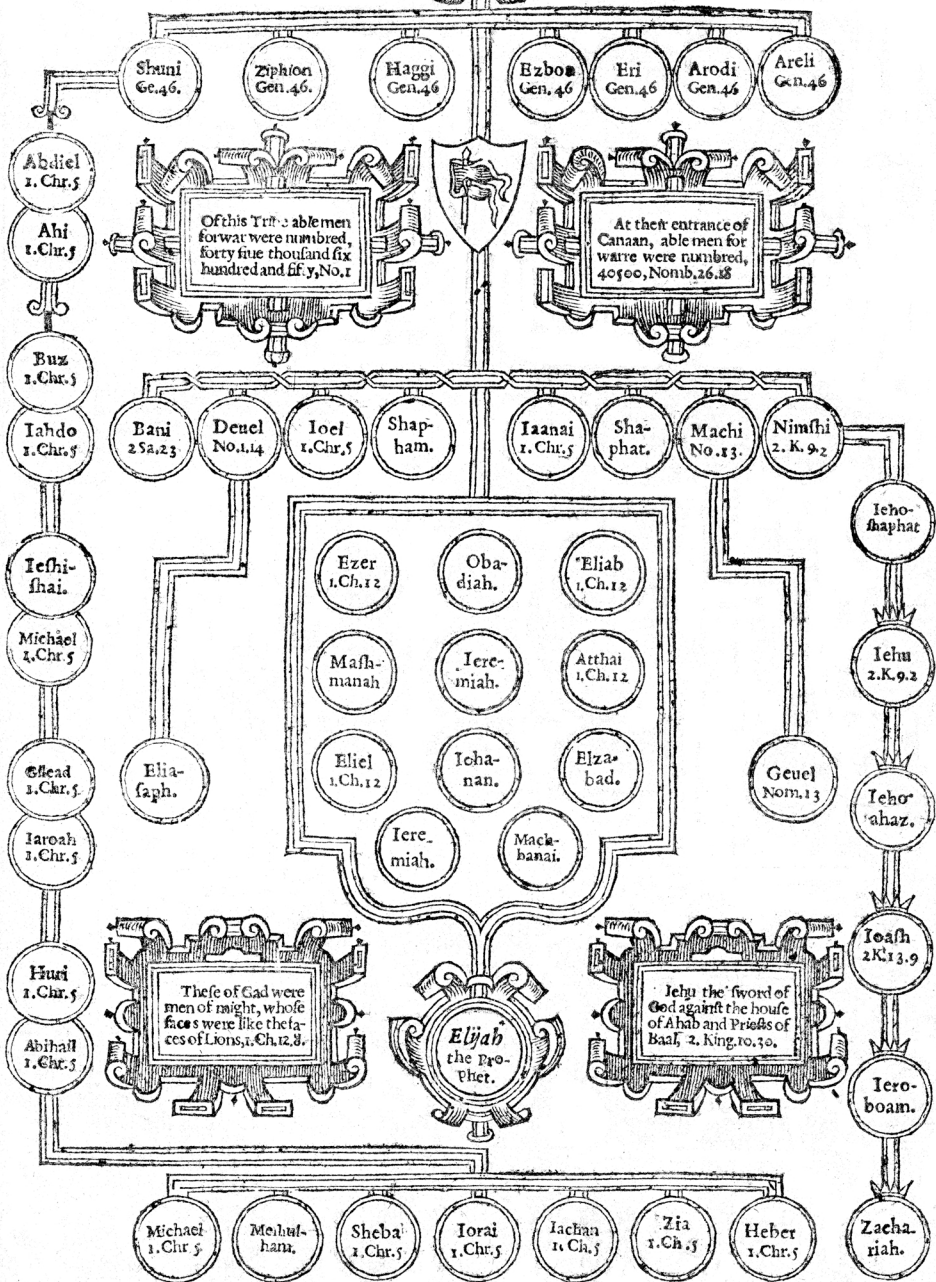 Shuni
Ge.46.
Ziphion
Gen.46.
Haggi
Gen.46
Ezbon
Gen.46
Eri
Gen.46
Arodi
Gen.46
Areli
Gen.46
Abdiel
1.Chr.5
Ahi
1.Chr.5
Of this Tribe able men
for war were numbred,
forty fiue thouſand ſix
hundred and fifty, No.1
At their entrance of
Canaan, able men for
warre were numbred,
40500, Nomb.26.18
Buz
1.Chr.5
Iahdo
1.Chr.5
Bani
2Sa.23
Deuel
No.1.14
Ioel
1.Chr.5
Shap-
ham.
Iaanai
1.Chr.5
Sha-
phat.
Machi
No.13.
Nimſhi
2.K.9.2
Ieho-
ſhaphat
Ieſhi-
ſhai.
Michael
1.Chr.5
Ezer
1.Ch.12
Oba-
diah.
Eliab
1.Ch.12
Iehu
2.K.9.2
Maſh-
manah
Iere-
miah.
Atthai
1.Ch.12
Gilead
1.Chr.5
Iaroah
1.Chr.5
Elia-
ſaph.
Eliel
1.Ch.12
Ioha-
nan.
Elza-
bad.
Geuel
Nom.13
Ieho-
ahaz.
Iere-
miah.
Mach-
banai.
Ioaſh
2K.13.9
Huri
1.Chr.5
Abihail
1.Chr.5
Theſe of Gad were
men of might, whoſe
faces were like the fa-
ces of Lions, 1.Ch.12.8.
Elijah
the Pro-
phet.
Jehu the ſword of
God againſt the houſe
of Ahab and Prieſts of
Baal, 2. King.10.30.
Iero-
boam.
Michael
1.Chr.5.
Meſhul-
ham.
Sheba
1.Chr.5
Iorai
1.Chr.5
Iachan
1.Ch.5
Zia
1.Ch.5
Heber
1.Chr.5
Zacha-
riah.